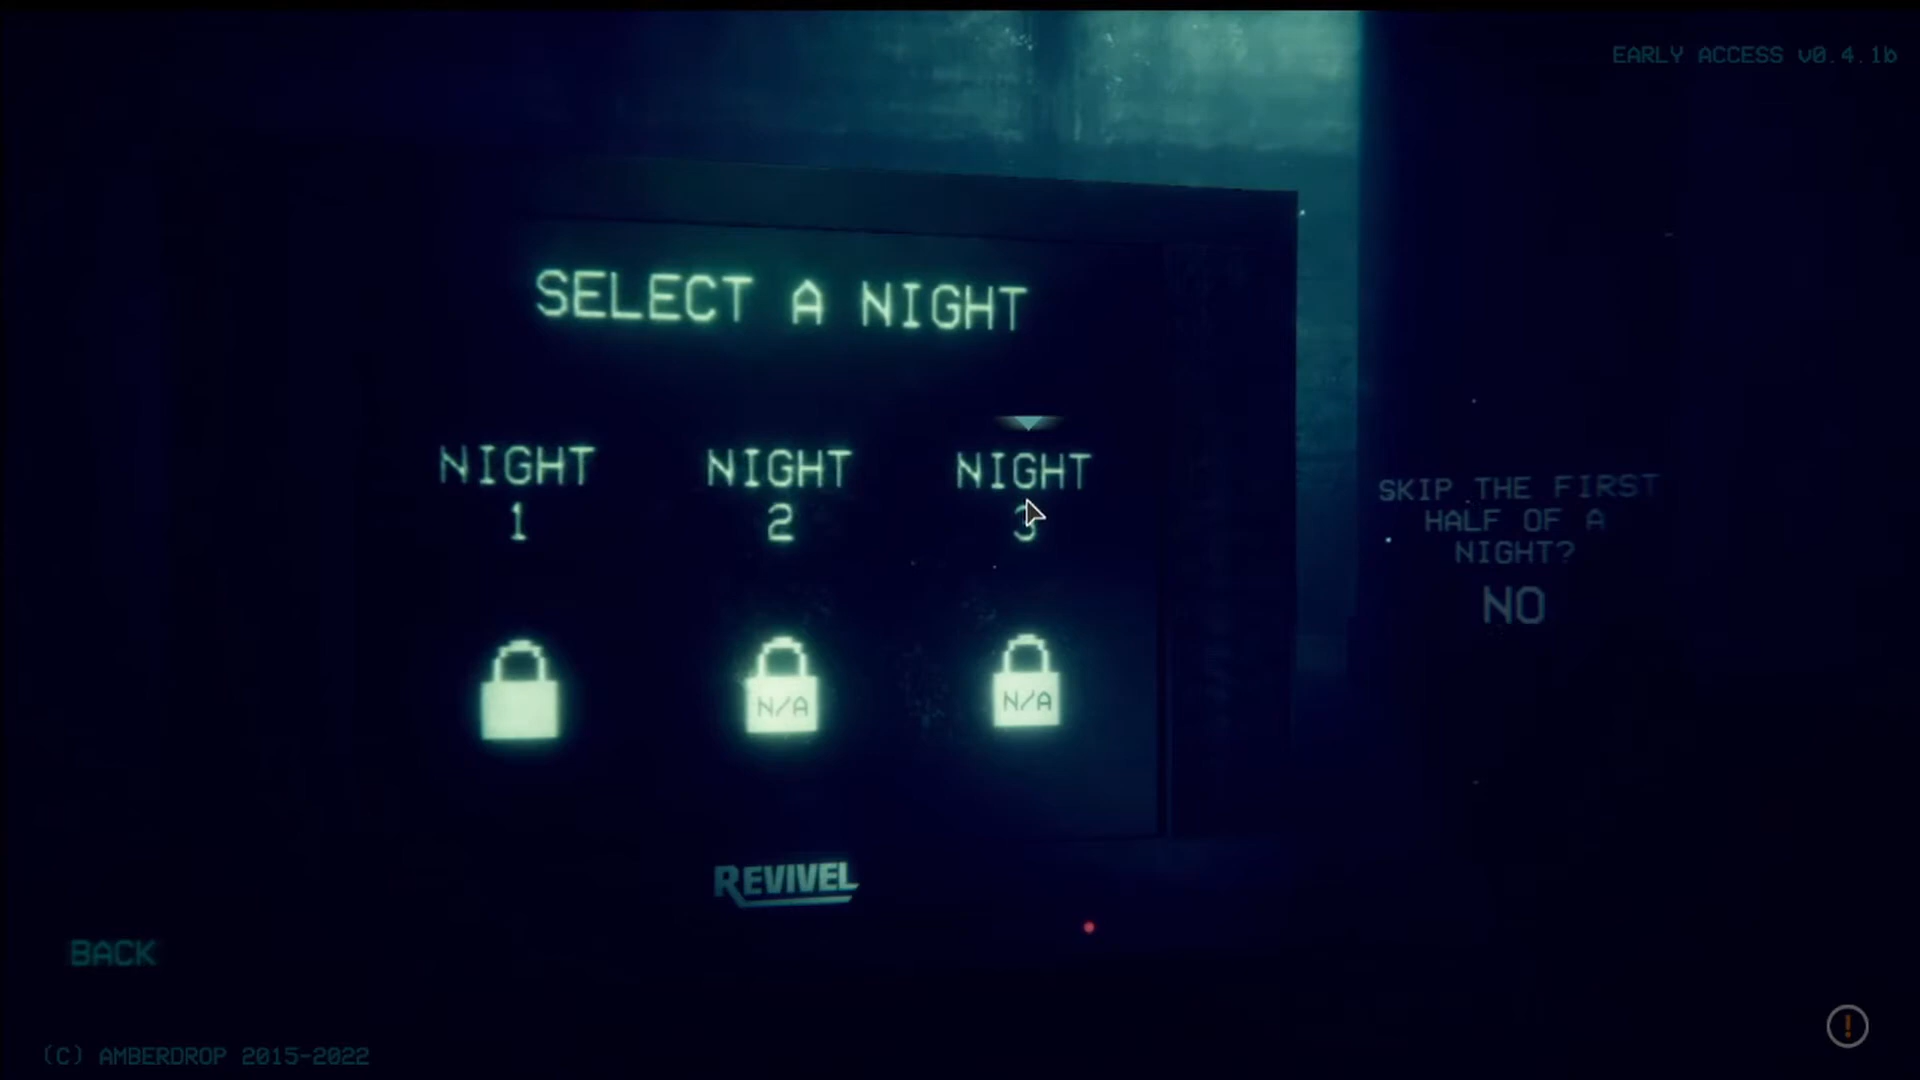 EARLY ACCESS v0.4.1b
SELECT A NIGHT
NIGHT
1
NIGHT
2
NIGHT
3
N/A
N/A
SKIP THE FIRST
HALF OF A
NIGHT?
NO
REVIVEL
BACK
(C) AMBERDROP 2015-2022